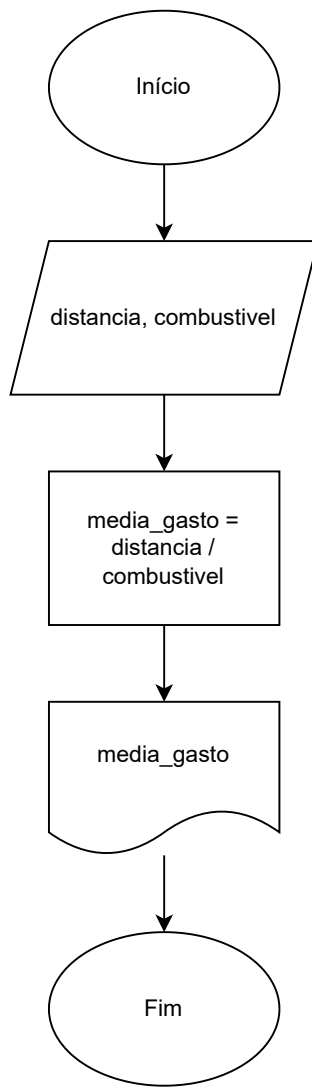 Início
distancia, combustivel
media_gasto =
distancia /
combustivel
media_gasto
Fim